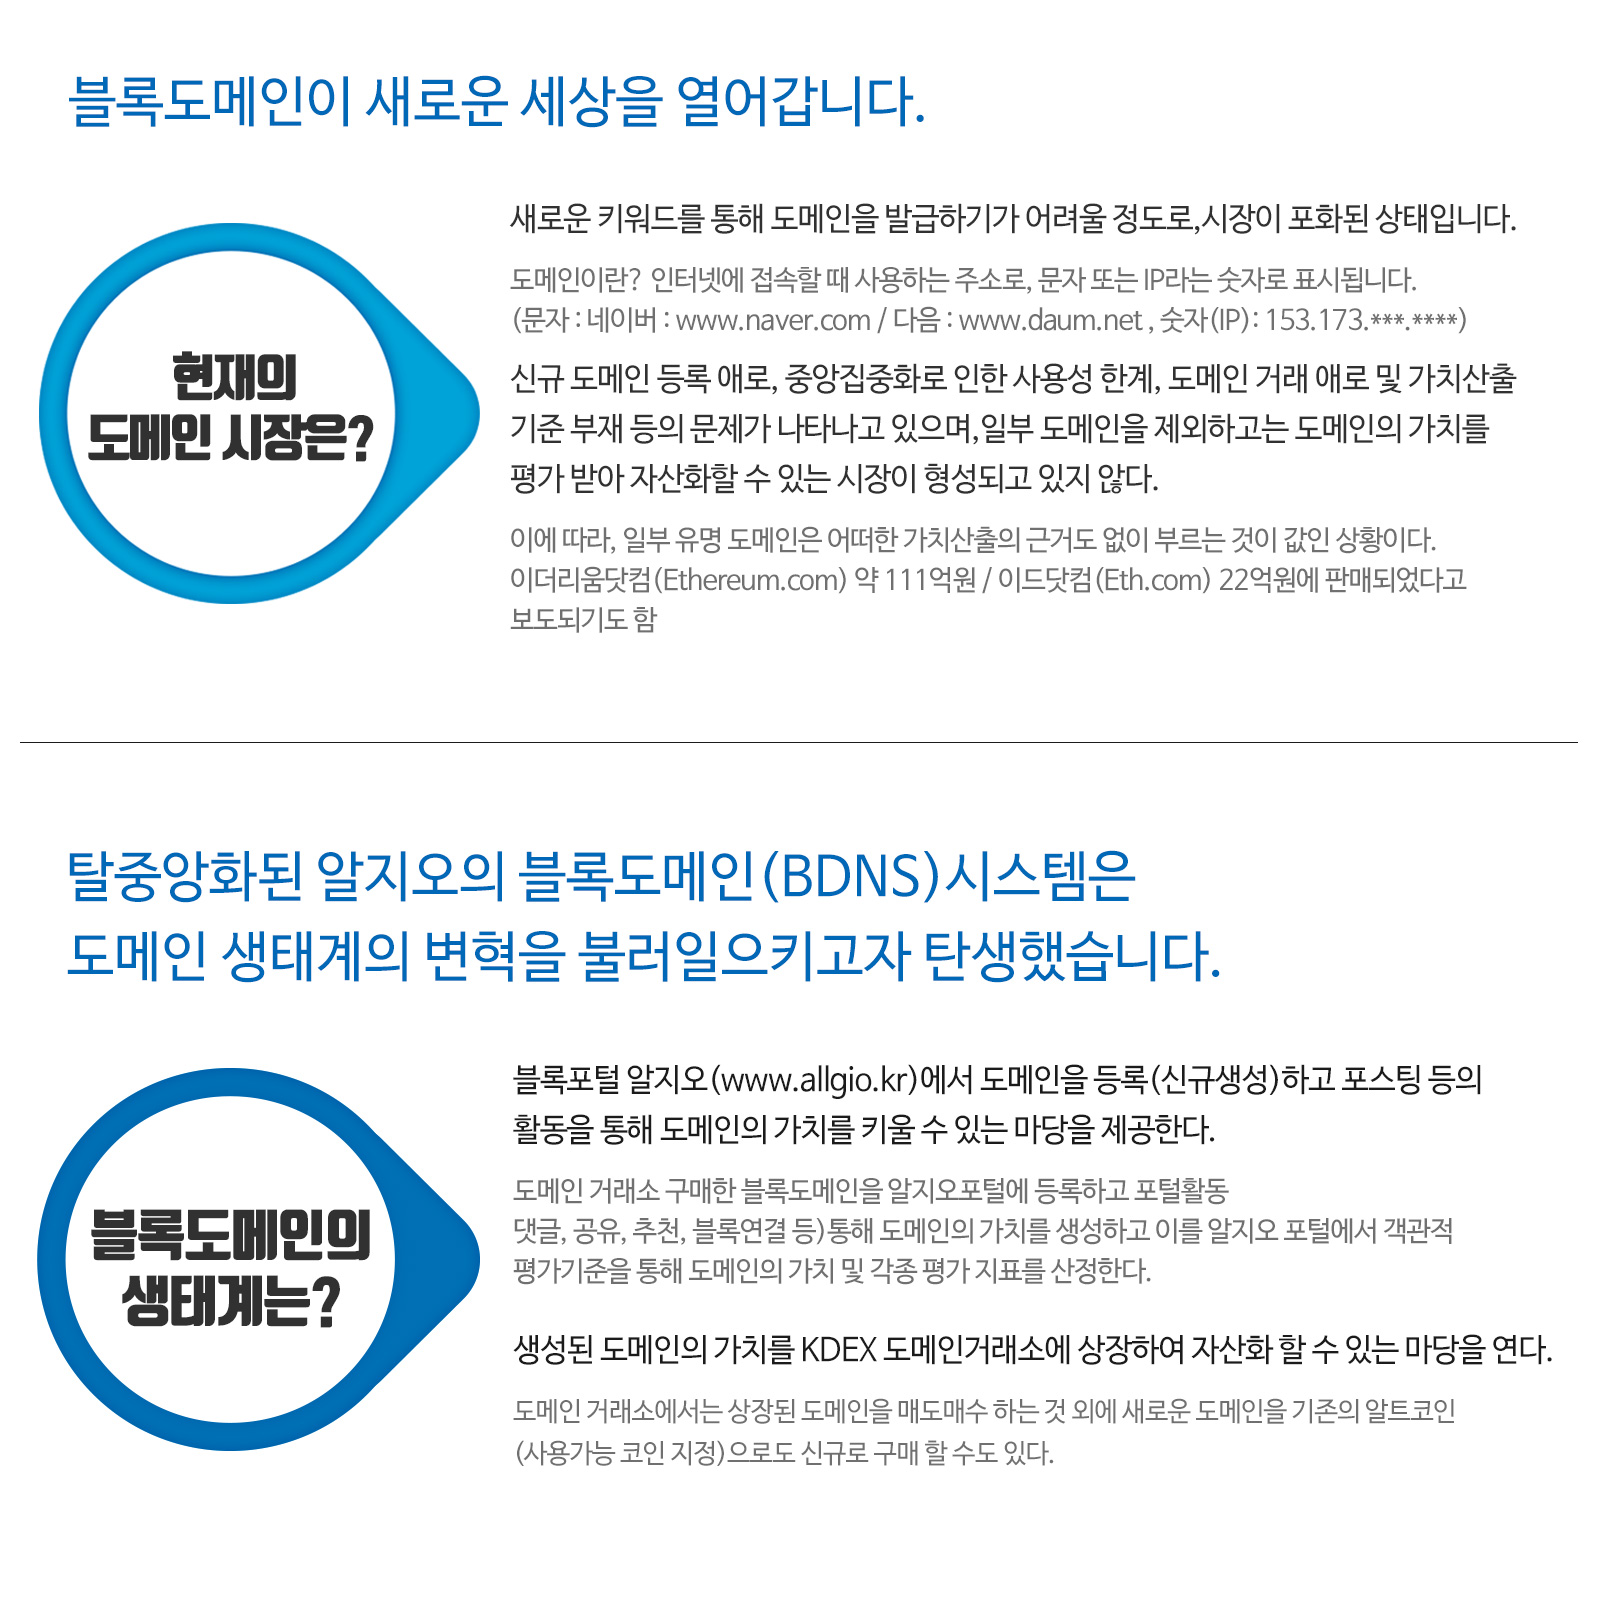 블록도메인이 새로운 세상을 열어갑니다.
현재의
도메인 시장은?
새로운 키워드를 통해 도메인을 발급하기가 어려울 정도로,시장이 포화된 상태입니다.
도메인이란? 인터넷에 접속할 때 사용하는 주소로, 문자 또는 IP라는 숫자로 표시됩니다.
(문자 : 네이버 : www.naver.com / 다음 : www.daum.net , 숫자(IP) : 153.173.***.****)
신규 도메인 등록 애로, 중앙집중화로 인한 사용성 한계, 도메인 거래 애로 및 가치산출
기준 부재 등의 문제가 나타나고 있으며,일부 도메인을 제외하고는 도메인의 가치를
평가 받아 자산화할 수 있는 시장이 형성되고 있지 않다.
이에 따라, 일부 유명 도메인은 어떠한 가치산출의 근거도 없이 부르는 것이 값인 상황이다.
이더리움닷컴(Ethereum.com) 약 111억원 / 이드닷컴(Eth.com) 22억원에 판매되었다고
보도되기도 함
탈중앙화된 알지오의 블록도메인(BDNS)시스템은
도메인 생태계의 변혁을 불러일으키고자 탄생했습니다.
블록도메인의
생태계는?
블록포털 알지오(www.allgio.kr)에서 도메인을 등록(신규생성)하고 포스팅 등의
활동을 통해 도메인의 가치를 키울 수 있는 마당을 제공한다.
도메인 거래소 구매한 블록도메인을 알지오포털에 등록하고 포털활동
댓글, 공유, 추천, 블록연결 등)통해 도메인의 가치를 생성하고 이를 알지오 포털에서 객관적
평가기준을 통해 도메인의 가치 및 각종 평가 지표를 산정한다.
생성된 도메인의 가치를 KDEX 도메인거래소에 상장하여 자산화 할 수 있는 마당을 연다.
도메인 거래소에서는 상장된 도메인을 매도매수 하는 것 외에 새로운 도메인을 기존의 알트코인
(사용가능 코인 지정)으로도 신규로 구매 할 수도 있다.